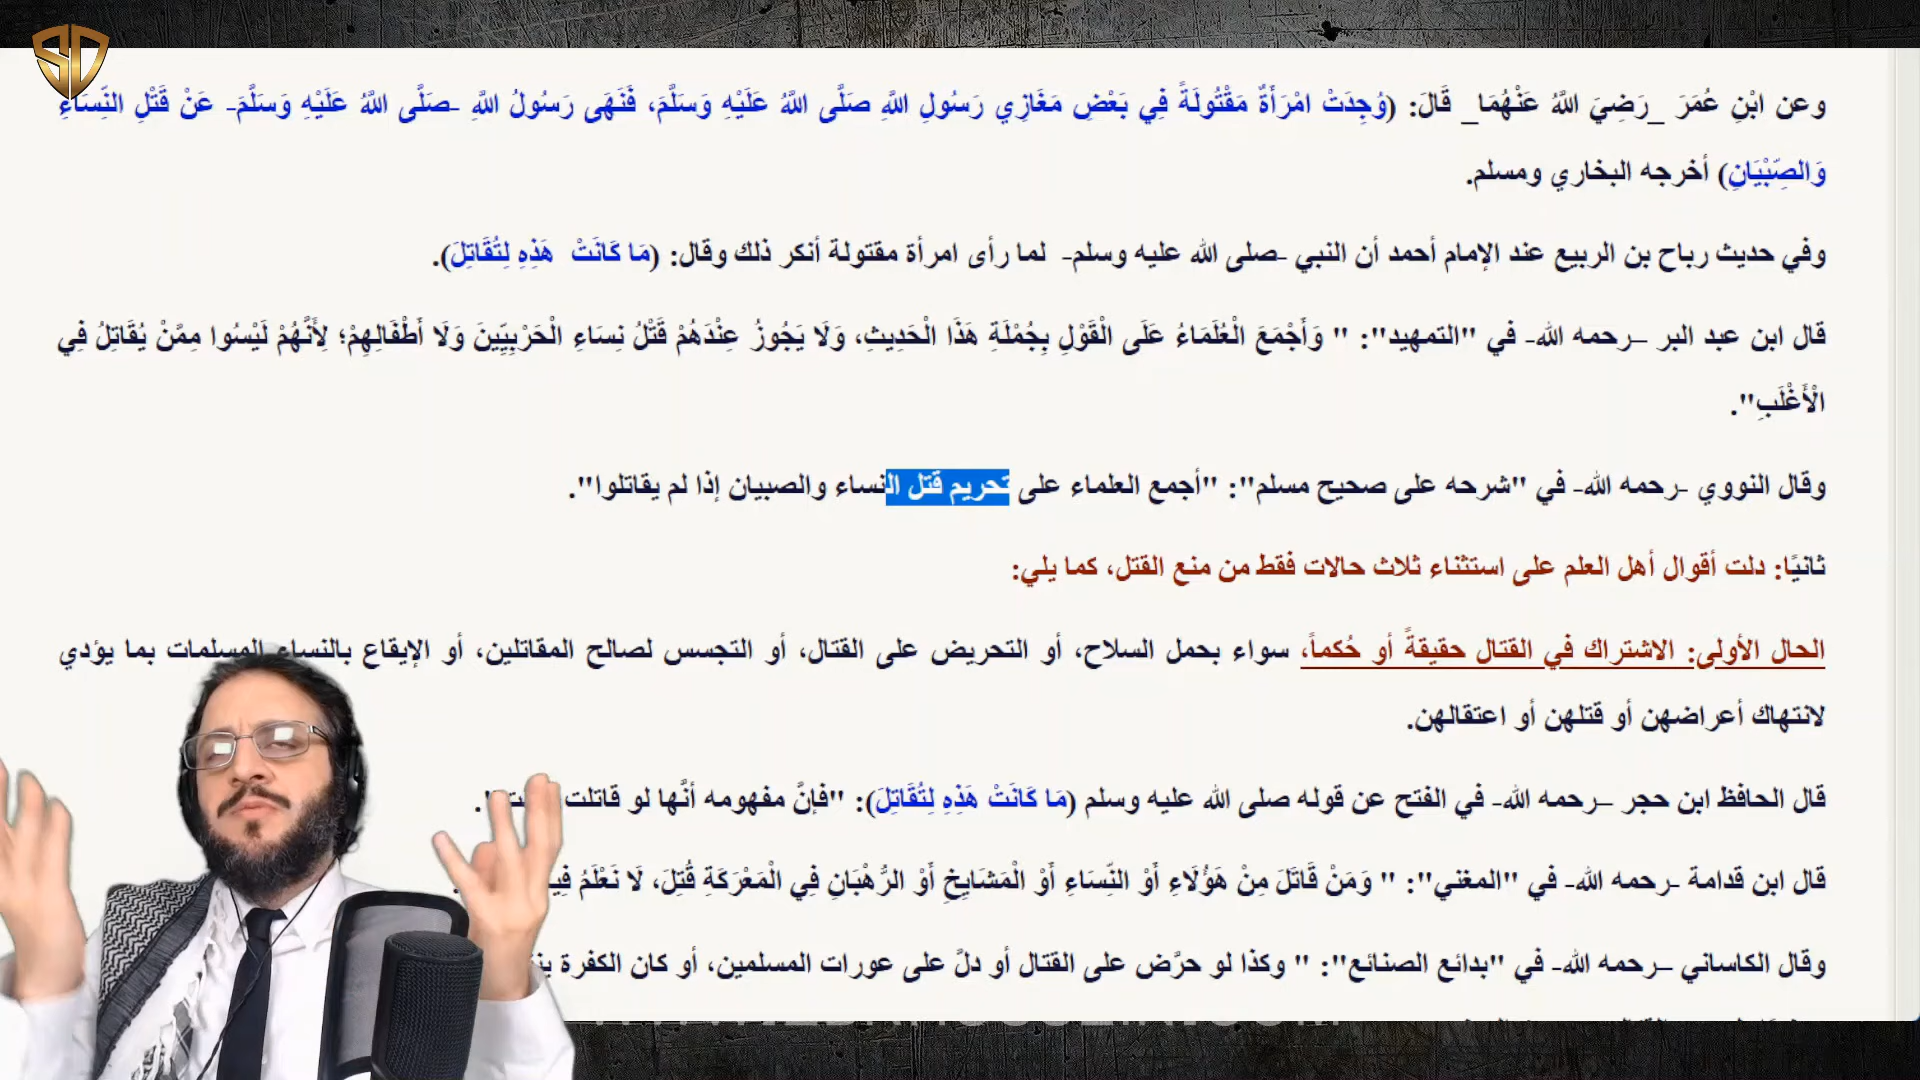 SD
وعن ابْنِ عُمَرَ _رَضِيَ اللَّهُ عَنْهُمَا_ قَالَ: (وُجِدَتْ امْرَأَةٌ مَقْتُولَةً فِي بَعْضِ مَغَازِي رَسُولِ اللَّهِ صَلَّى اللَّهُ عَلَيْهِ وَسَلَّمَ، فَنَهَى رَسُولُ اللَّهِ -صَلَّى اللَّهُ عَلَيْهِ وَسَلَّمَ- عَنْ قَتْلِ النِّسَاءِ
وَالصِّبْيَانِ) أخرجه البخاري ومسلم.
وفي حديث رباح بن الربيع عند الإمام أحمد أن النبي -صلى الله عليه وسلم- لما رأى امرأة مقتولة أنكر ذلك وقال: (مَا كَانَتْ هَذِهِ لِتُقَاتِلَ).
قال ابن عبد البر –رحمه الله- في "التمهيد": " وَأَجْمَعَ الْعُلَمَاءُ عَلَى الْقَوْلِ بِجُمْلَةِ هَذَا الْحَدِيثِ، وَلَا يَجُوزُ عِنْدَهُمْ قَتْلُ نِسَاءِ الْحَرْبِيِّينَ وَلَا أَطْفَالِهِمْ؛ لِأَنَّهُمْ لَيْسُوا مِمَّنْ يُقَاتِلُ فِي
الْأَغْلَبِ".
وقال النووي -رحمه الله- في "شرحه على صحيح مسلم": "أجمع العلماء على تحريم قتل النساء والصبيان إذا لم يقاتلوا".
ثانيًا: دلت أقوال أهل العلم على استثناء ثلاث حالات فقط من منع القتل، كما يلي:
الحال الأولى: الاشتراك في القتال حقيقةً أو حُكماً، سواء بحمل السلاح، أو التحريض على القتال، أو التجسس لصالح المقاتلين، أو الإيقاع بالنساء المسلمات بما يؤدي
لانتهاك أعراضهن أو قتلهن أو اعتقالهن.
قال الحافظ ابن حجر –رحمه الله- في الفتح عن قوله صلى الله عليه وسلم (مَا كَانَتْ هَذِهِ لِتُقَاتِلَ): "فإنَّ مفهومه أنَّها لو قاتلت
قال ابن قدامة -رحمه الله- في "المغني": " وَمَنْ قَاتَلَ مِنْ هَؤُلَاءِ أَوْ النِّسَاءِ أَوْ الْمَشَايِخِ أَوْ الرُّهْبَانِ فِي الْمَعْرَكَةِ قُتِلَ، لَا نَعْلَمُ
وقال الكاساني –رحمه الله- في "بدائع الصنائع": " وكذا لو حرَّض على القتال أو دلَّ على عورات المسلمين، أو كان الكفرة